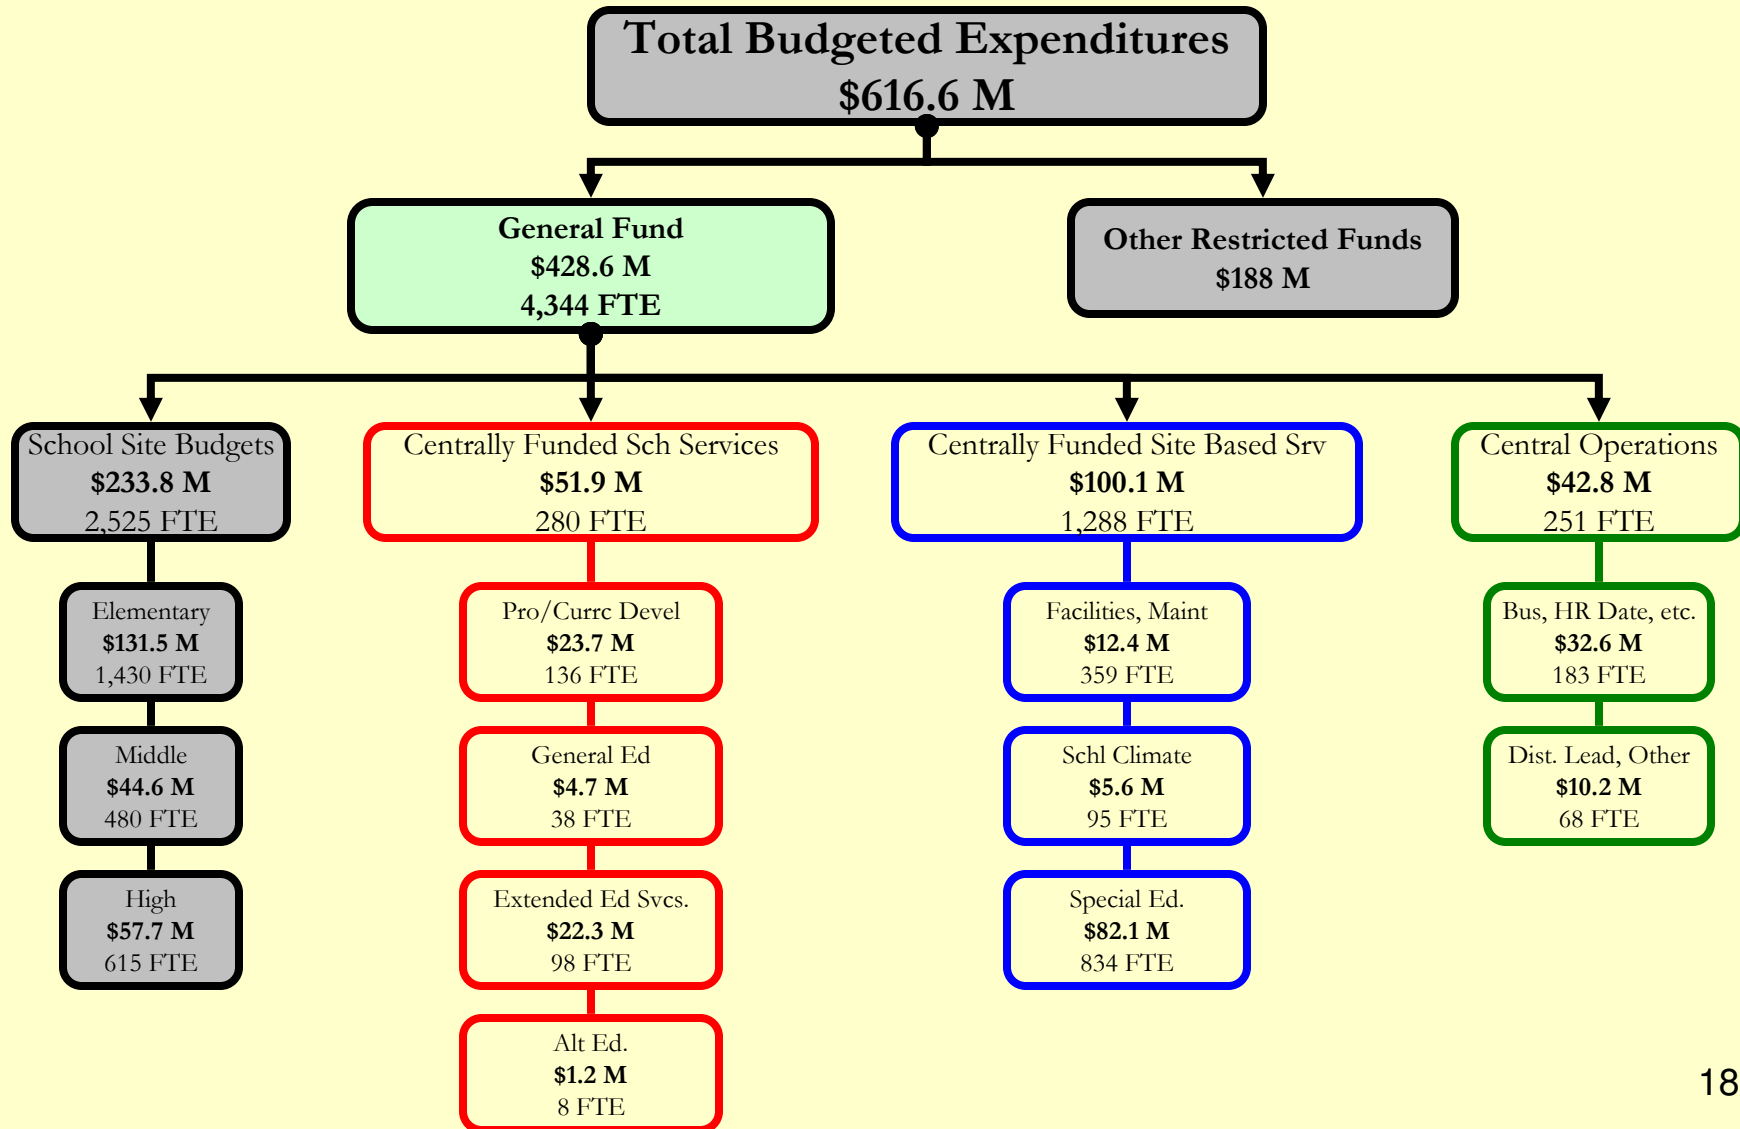 Total Budgeted Expenditures
$616.6 M
General Fund
$428.6 M
4,344 FTE
Other Restricted Funds
$188 M
School Site Budgets
$233.8 M
2,525 FTE
Centrally Funded Sch Services
$51.9 M
280 FTE
Centrally Funded Site Based Srv
$100.1 M
1,288 FTE
Central Operations
$42.8 M
251 FTE
Elementary
$131.5 M
1,430 FTE
Pro/Currc Devel
$23.7 M
136 FTE
Facilities, Maint
$12.4 M
359 FTE
Bus, HR Date, etc.
$32.6 M
183 FTE
Middle
$44.6 M
480 FTE
General Ed
$4.7 M
38 FTE
Schl Climate
$5.6 M
95 FTE
Dist. Lead, Other
$10.2 M
68 FTE
High
$57.7 M
615 FTE
Extended Ed Svcs.
$22.3 M
98 FTE
Special Ed.
$82.1 M
834 FTE
Alt Ed.
$1.2 M
8 FTE
18